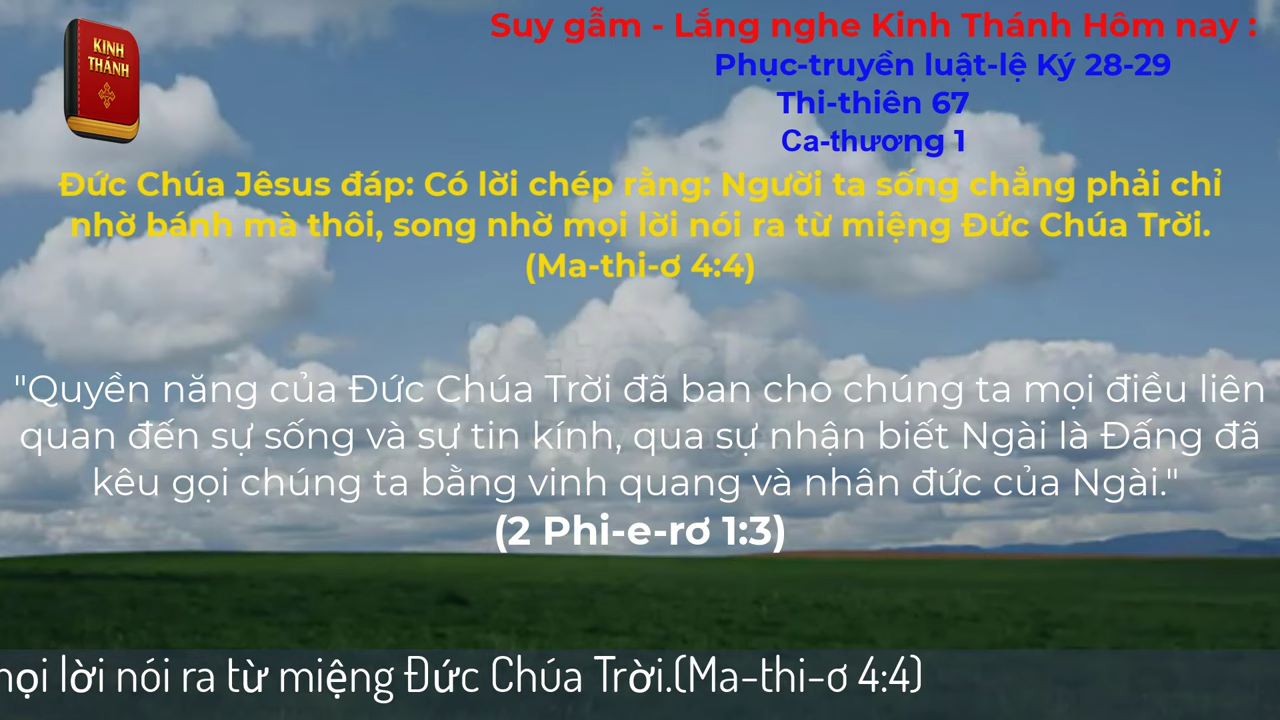 KINH
THÁNH
Suy gẫm - Lắng nghe Kinh Thánh Hôm nay :
Phục-truyền luật-lệ Ký 28-29
Thi-thiên 67
Ca-thương 1
Đức Chúa Jêsus đáp: Có lời chép rằng: Người ta sống chẳng phải chỉ
nhờ bánh mà thôi, song nhờ mọi lời nói ra từ miệng Đức Chúa Trời.
(Ma-thi-ơ 4:4)
"Quyền năng của Đức Chúa Trời đã ban cho chúng ta mọi điều liên
quan đến sự sống và sự tin kính, qua sự nhận biết Ngài là Đấng đã
kêu gọi chúng ta bằng vinh quang và nhân đức của Ngài."
(2 Phi-e-rơ 1:3)
lời nói ra từ miệng Đức Chúa Trời.(Ma-thi-ơ 4:4)